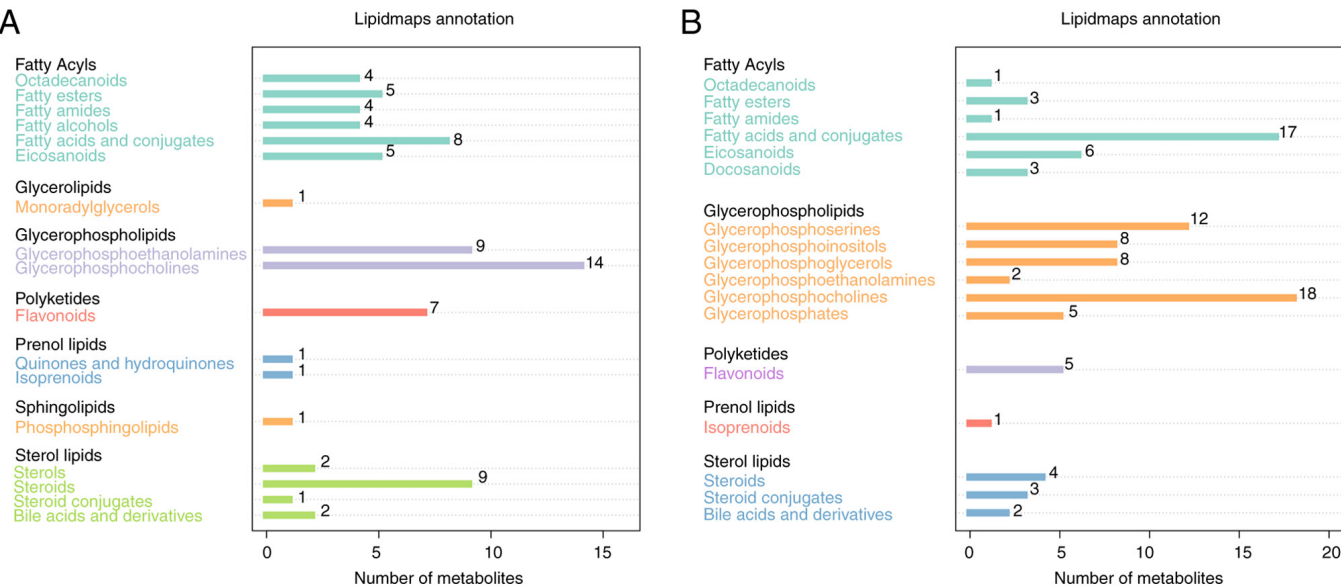 A
Lipidmaps annotation
Fatty Acyls
Octadecanoids 4
Fatty esters 5
Fatty amides 4
Fatty alcohols 4
Fatty acids and conjugates 8
Eicosanoids 5
Glycerolipids
Monoradylglycerols 1
Glycerophospholipids
Glycerophosphoethanolamines 9
Glycerophosphocholines 14
Polyketides
Flavonoids 7
Prenol lipids
Quinones and hydroquinones 1
Isoprenoids 1
Sphingolipids
Phosphosphingolipids 1
Sterol lipids
Sterols 2
Steroids 9
Steroid conjugates 1
Bile acids and derivatives 2
0 5 10 15
Number of metabolites
B
Lipidmaps annotation
Fatty Acyls
Octadecanoids 1
Fatty esters 3
Fatty amides 1
Fatty acids and conjugates 17
Eicosanoids 6
Docosanoids 3
Glycerophospholipids
Glycerophosphoserines 12
Glycerophosphoinositols 8
Glycerophosphoglycerols 8
Glycerophosphoethanolamines 2
Glycerophosphocholines 18
Glycerophosphates 5
Polyketides
Flavonoids 5
Prenol lipids
Isoprenoids 1
Sterol lipids
Steroids 4
Steroid conjugates 3
Bile acids and derivatives 2
0 5 10 15 20
Number of metabolites